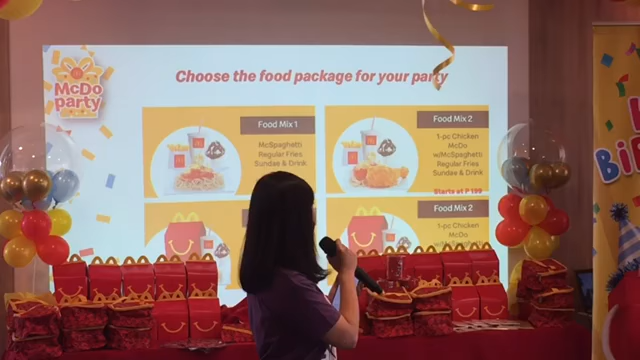 Choose the food package for your party
McDo
party
Food Mix 1
McSpaghetti
Regular Fries
Sundae & Drink
Food Mix 2
1-pc Chicken
McDo
w/McSpaghetti
Regular Fries
Sundae & Drink
Starts at P 199
Food Mix 2
1-pc Chicken
McDo